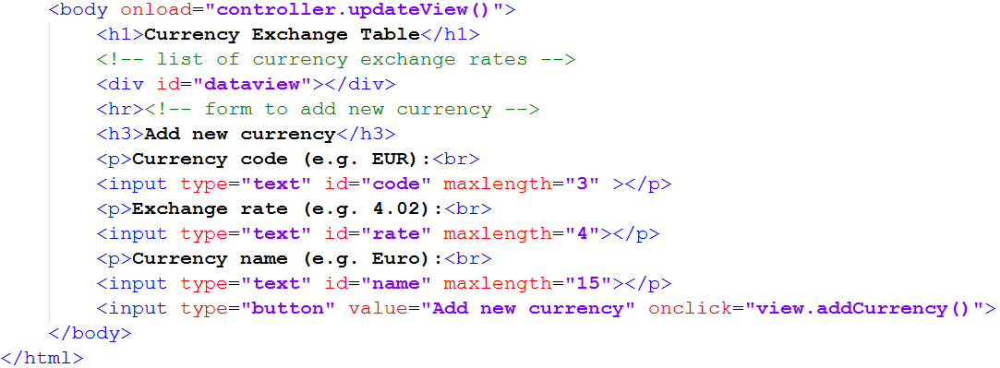 <body onload="controller.updateView()">
<h1>Currency Exchange Table</h1>
<!-- list of currency exchange rates -->
<div id="dataview"></div>
<hr><!-- form to add new currency -->
<h3>Add new currency</h3>
<p>Currency code (e.g. EUR):<br>
<input type="text" id="code" maxlength="3" ></p>
<p>Exchange rate (e.g. 4.02):<br>
<input type="text" id="rate" maxlength="4"></p>
<p>Currency name (e.g. Euro):<br>
<input type="text" id="name" maxlength="15"></p>
<input type="button" value="Add new currency" onclick="view.addCurrency()">
</body>
</html>